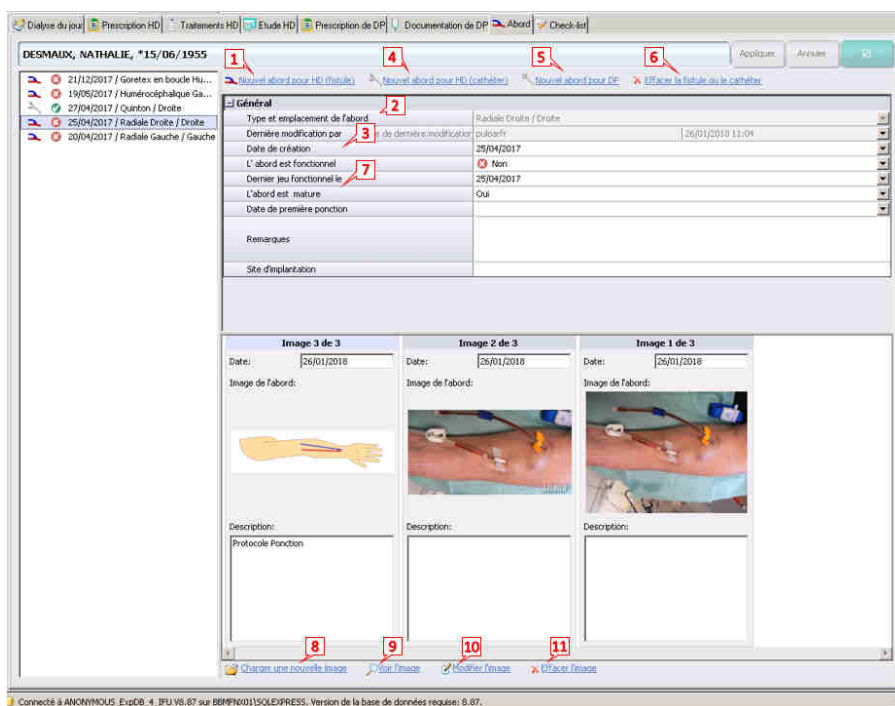 Dialyse du jour Prescription HD Traitements HD Etude HD Prescription de DP Documentation de DP Abord Check-list
DESMAUX, NATHALIE, *15/06/1955 Appliquer Annuler
1 4 5 6
21/12/2017 / Goretex en boucle Hu...
19/05/2017 / Humérocéphalique Ga...
27/04/2017 / Quinton / Droite
25/04/2017 / Radiale Droite / Droite
20/04/2017 / Radiale Gauche / Gauche
Nouvel abord pour HD (fistule) Nouvel abord pour HD (cathéter) Nouvel abord pour DP Effacer la fistule ou le cathéter
Général
2
Type et emplacement de l'abord Radiale Droite / Droite
Dernière modification par 3 de dernière modification puloarfr 26/01/2018 11:04
Date de création 25/04/2017
L' abord est fonctionnel Non
7
Dernier jeu fonctionnel le 25/04/2017
L'abord est mature Oui
Date de première ponction
Remarques
Site d'implantation
Image 3 de 3 Image 2 de 3 Image 1 de 3
Date: 26/01/2018 Date: 26/01/2018 Date: 26/01/2018
Image de l'abord: Image de l'abord: Image de l'abord:
Description: Description: Description:
Protocole Ponction
8 9 10 11
Charger une nouvelle image Voir l'image Modifier l'image Effacer l'image
Connecté à ANONYMOUS_ExpDB_4_IFU V8.87 sur BBMFNX01\SQLEXPRESS. Version de la base de données requise: 8.87.